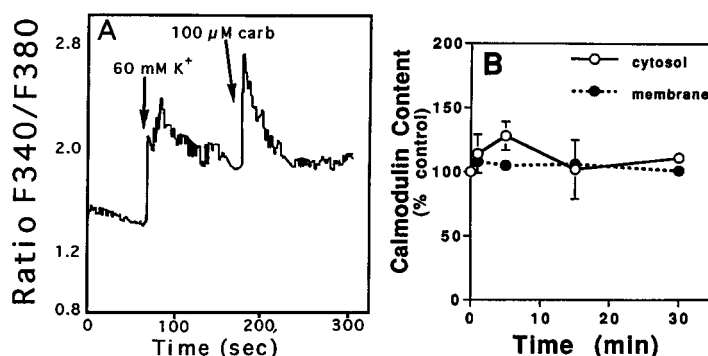 A
100 µM carb
60 mM K+
Ratio F340/F380
2.8
2.0
1.2
0.8
0
100
200
300
Time (sec)
B
cytosol
membrane
Calmodulin Content
(% control)
200
150
100
50
0
0
10
20
30
Time (min)